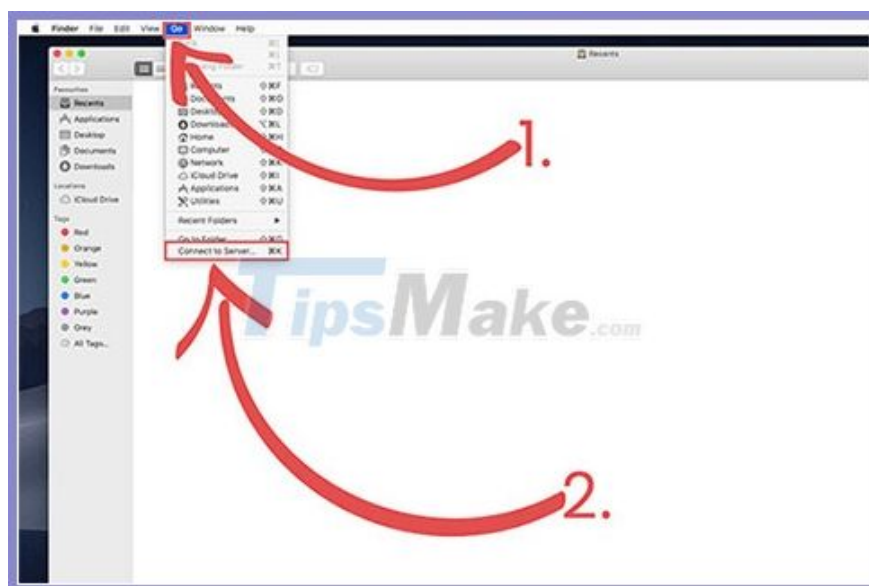 Finder File Edit View Go Window Help
Recents
Favourites
Recents
Applications
Desktop
Documents
Downloads
Locations
iCloud Drive
Tags
Red
Orange
Yellow
Green
Blue
Purple
Grey
All Tags...
Folder ⇧⌘T
Recents ⇧⌘F
Documents ⇧⌘O
Desktop ⇧⌘D
Downloads ⌥⌘L
Home ⇧⌘H
Computer
Network ⇧⌘K
iCloud Drive ⇧⌘I
Applications ⇧⌘A
Utilities ⇧⌘U
Recent Folders
Go to Folder... ⇧⌘G
Connect to Server... ⌘K
1.
2.
TipsMake.com